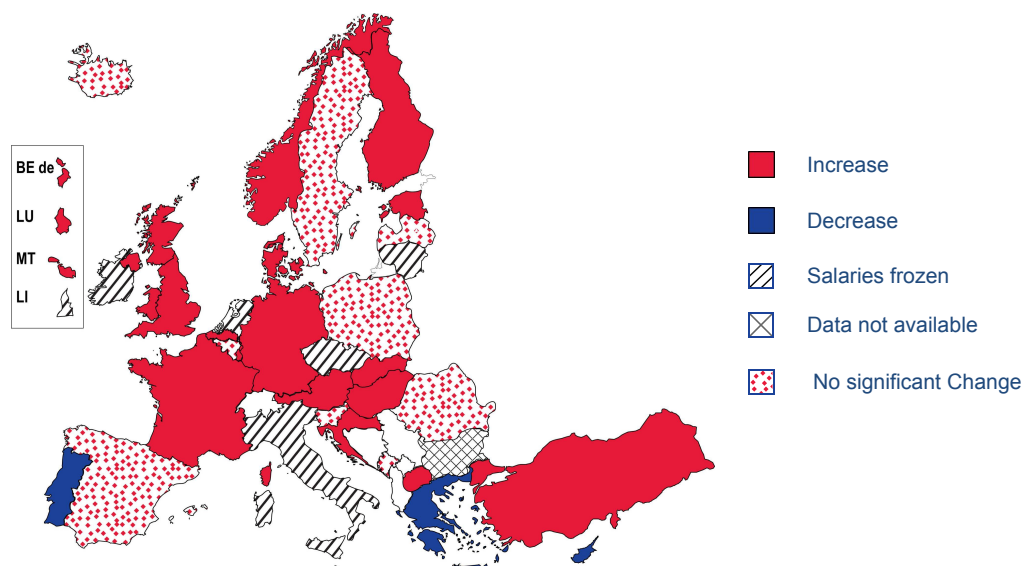 BE de
LU
MT
LI
Increase
Decrease
Salaries frozen
Data not available
No significant Change